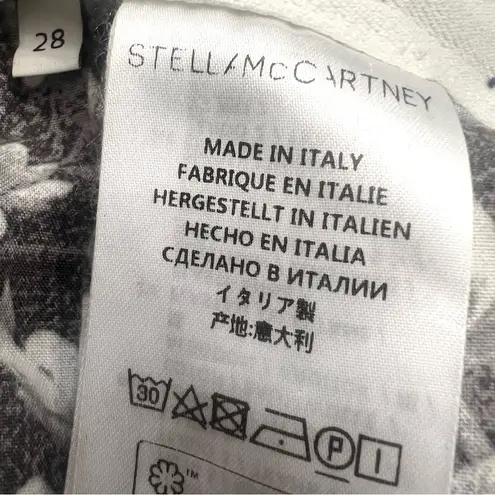 28
STELLA McCARTNEY
MADE IN ITALY
FABRIQUE EN ITALIE
HERGESTELLT IN ITALIEN
HECHO EN ITALIA
СДЕЛАНО В ИТАЛИИ
イタリア製
产地:意大利
30 P
TM